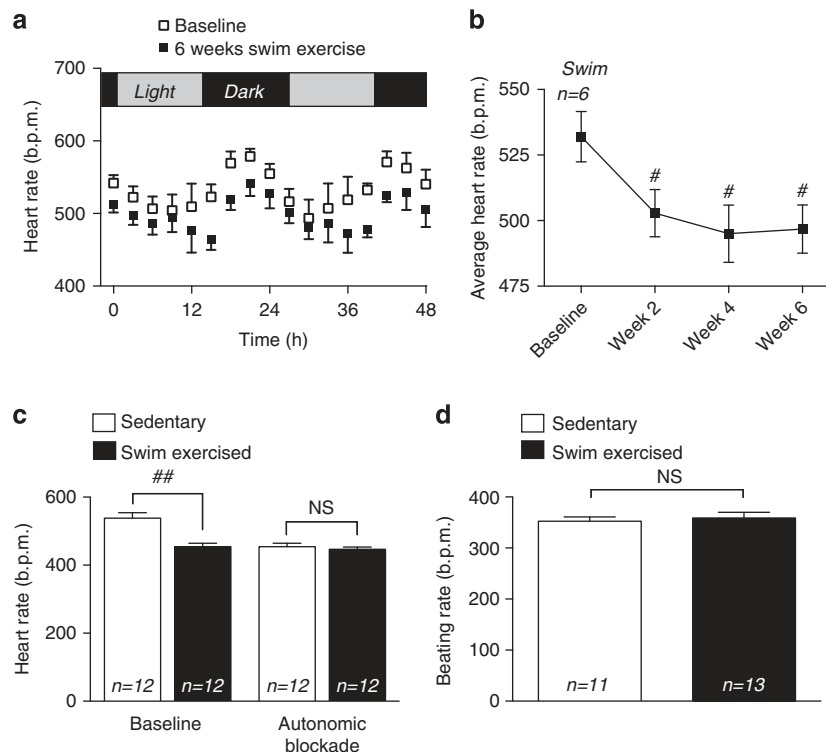 a
Baseline
6 weeks swim exercise
Heart rate (b.p.m.)
700
600
500
400
Light
Dark
0
12
24
36
48
Time (h)
b
Average heart rate (b.p.m.)
550
525
500
475
Swim
n=6
#
#
#
Baseline
Week 2
Week 4
Week 6
c
Sedentary
Swim exercised
Heart rate (b.p.m.)
600
400
200
0
##
NS
n=12
n=12
n=12
n=12
Baseline
Autonomic
blockade
d
Sedentary
Swim exercised
Beating rate (b.p.m.)
400
300
200
100
0
NS
n=11
n=13